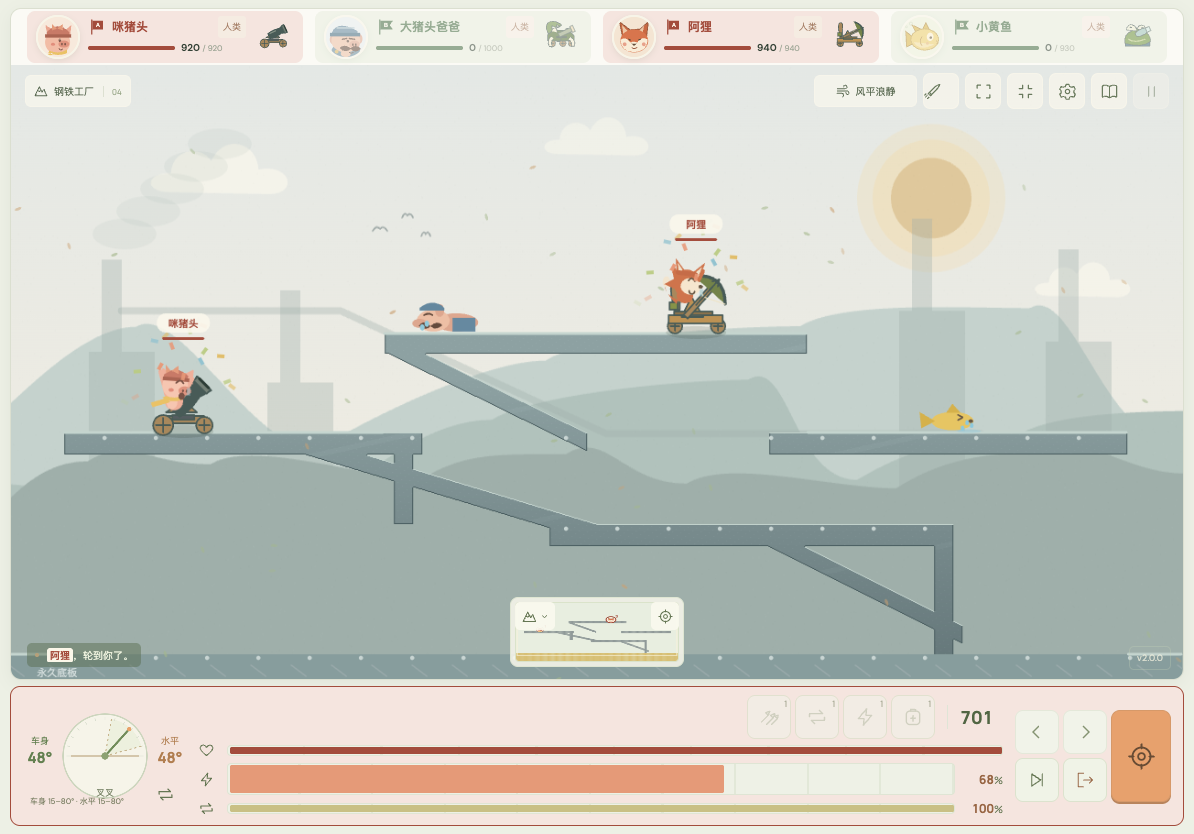 A 咪猪头 人类
920 / 920
B 大猪头爸爸 人类
0 / 1000
A 阿狸 人类
940 / 940
B 小黄鱼 人类
0 / 930
钢铁工厂 04
风平浪静
阿狸
咪猪头
阿狸，轮到你了。
永久底板
v2.0.0
车身
48°
水平
48°
叉叉
车身 15–80° · 水平 15–80°
1
1
1
1
701
68%
100%